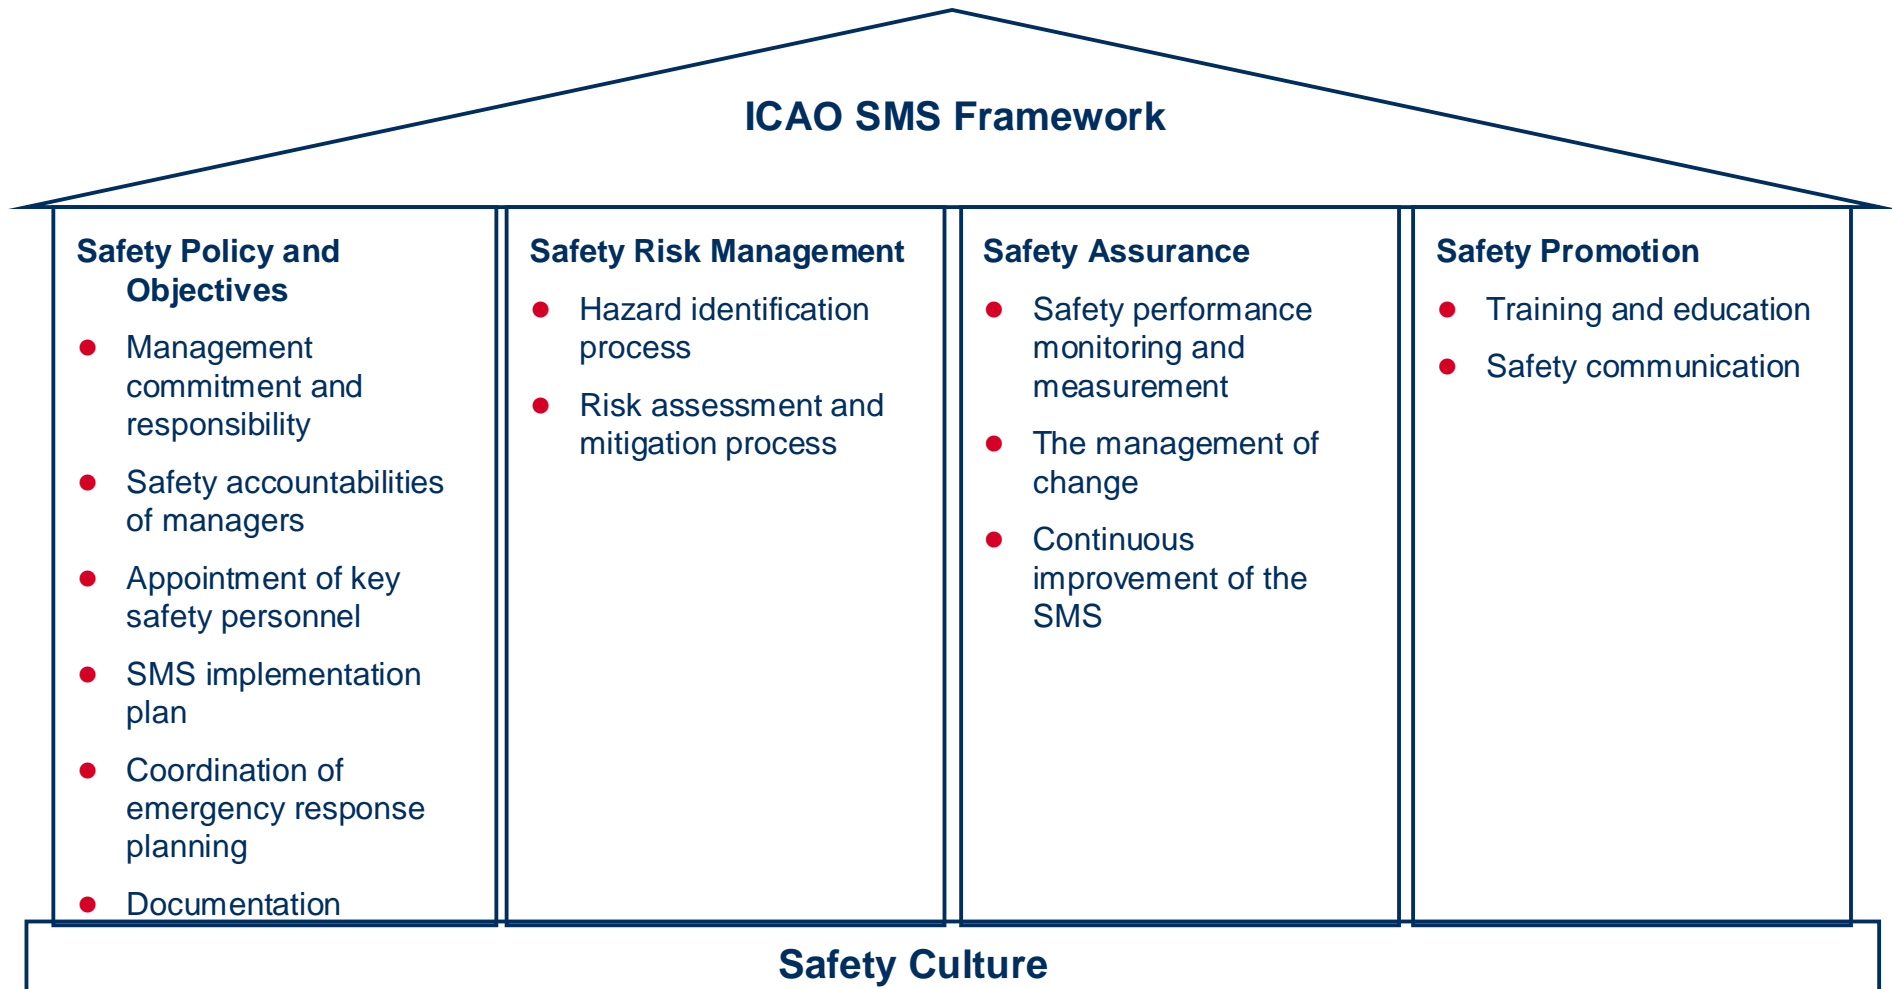 ICAO SMS Framework
Safety Policy and
Objectives
● Management
commitment and
responsibility
● Safety accountabilities
of managers
● Appointment of key
safety personnel
● SMS implementation
plan
● Coordination of
emergency response
planning
● Documentation
Safety Risk Management
● Hazard identification
process
● Risk assessment and
mitigation process
Safety Assurance
● Safety performance
monitoring and
measurement
● The management of
change
● Continuous
improvement of the
SMS
Safety Promotion
● Training and education
● Safety communication
Safety Culture